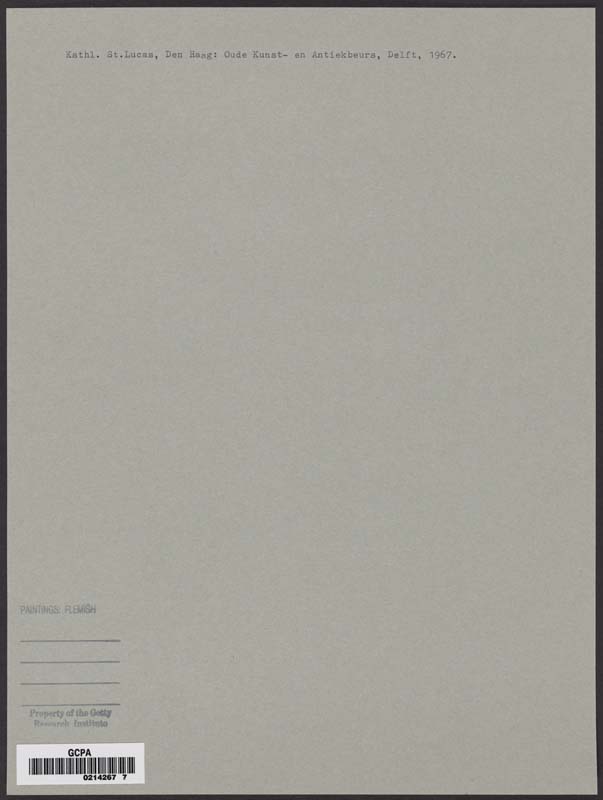 Kathl. St.Lucas, Den Haag: Oude Kunst- en Antiekbeurs, Delft, 1967.
PAINTINGS: FLEMISH
Property of the Getty
Research Institute
GCPA
0214267 7